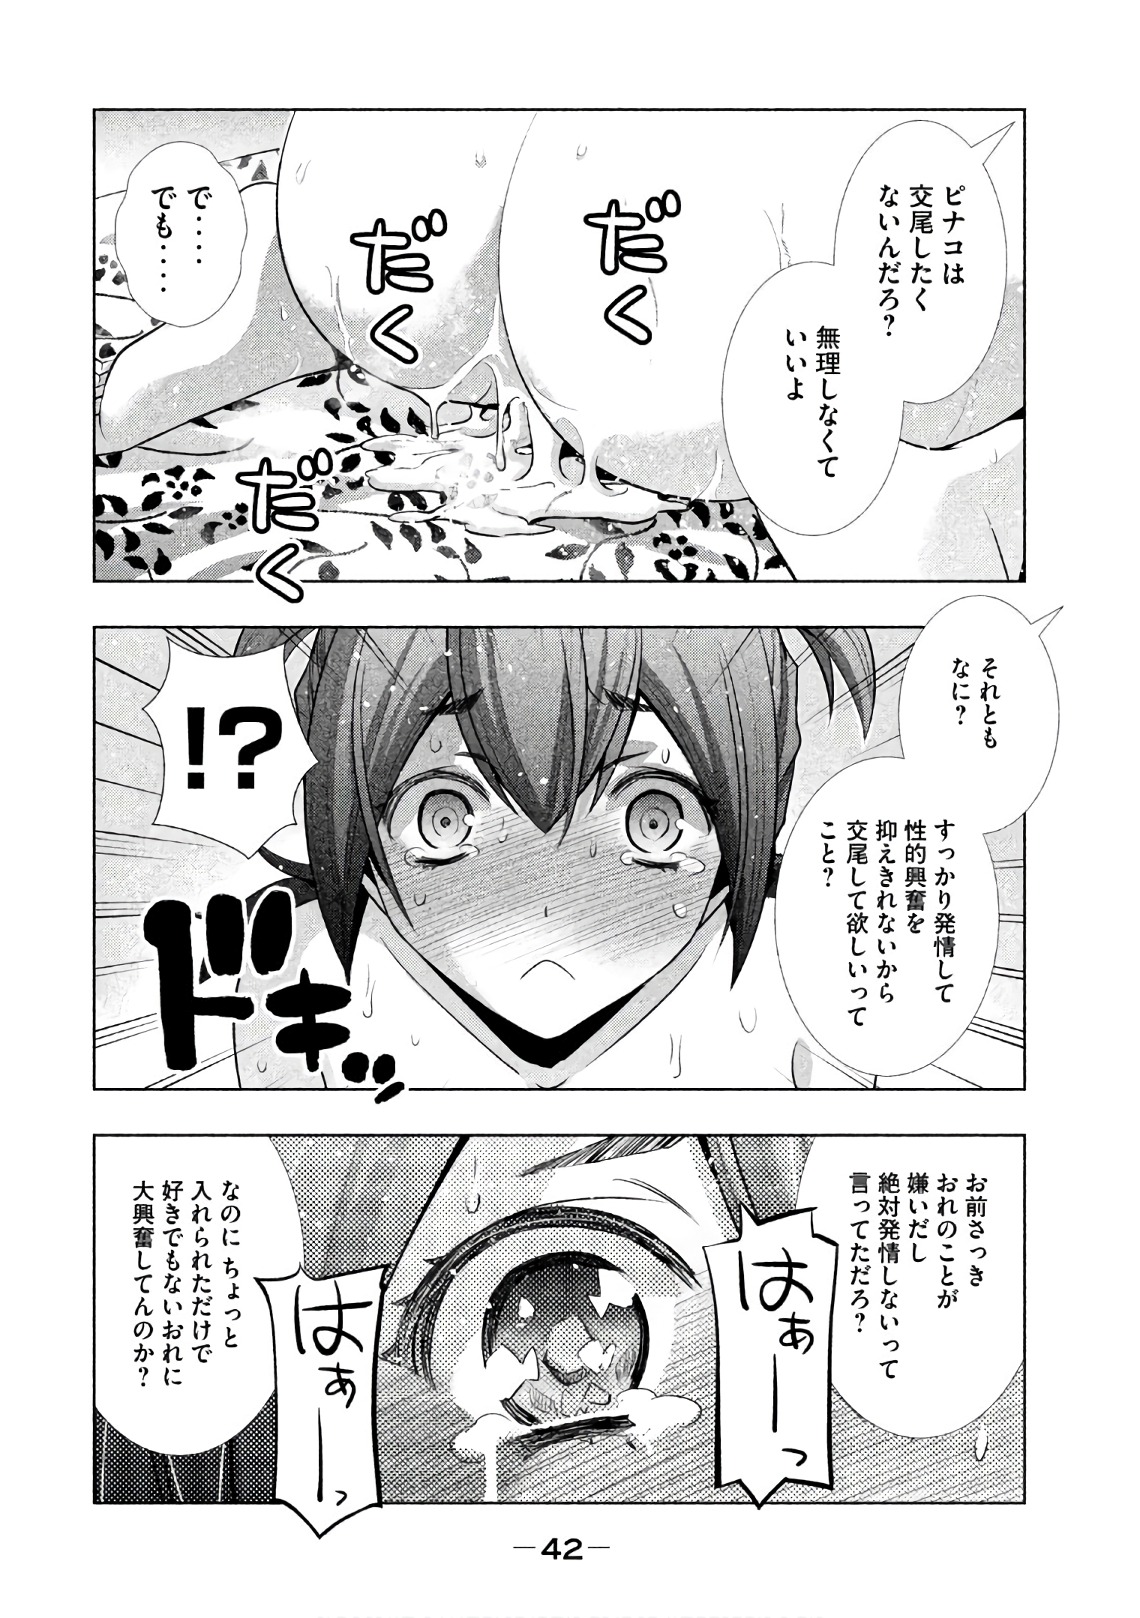 ピナコは
交尾したく
ないんだろ?
無理しなくて
いいよ
だく
だく
で‥‥
でも‥‥
だく
それとも
なに?
すっかり発情して
性的興奮を
抑えきれないから
交尾して欲しいって
こと?
!?
ドキッ
お前さっき
おれのことが
嫌いだし
絶対発情しないって
言ってただろ?
はぁーっ
はぁーっ
なのに ちょっと
入れられただけで
好きでもないおれに
大興奮してんのか?
—42—